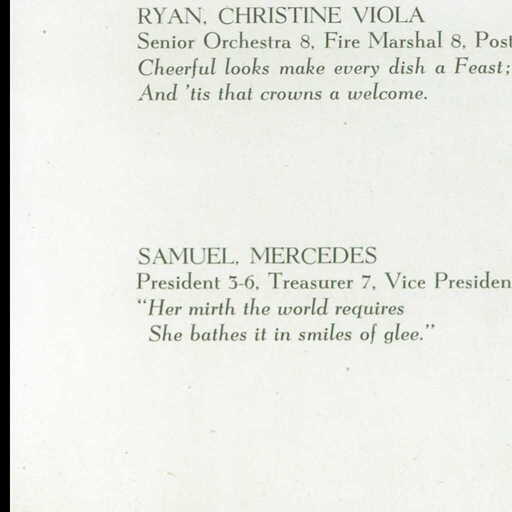 RYAN, CHRISTINE VIOLA
Senior Orchestra 8, Fire Marshal 8, Post
Cheerful looks make every dish a Feast;
And 'tis that crowns a welcome.
SAMUEL, MERCEDES
President 3-6, Treasurer 7, Vice Presiden
"Her mirth the world requires
She bathes it in smiles of glee."